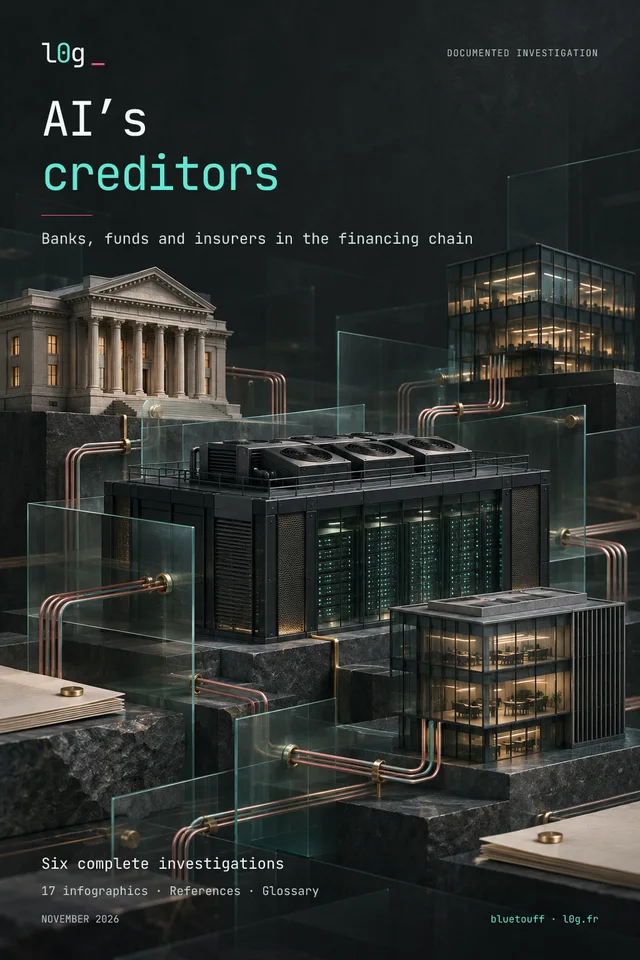 l0g_
DOCUMENTED INVESTIGATION
AI’s
creditors
Banks, funds and insurers in the financing chain
Six complete investigations
17 infographics · References · Glossary
NOVEMBER 2026
bluetouff · l0g.fr